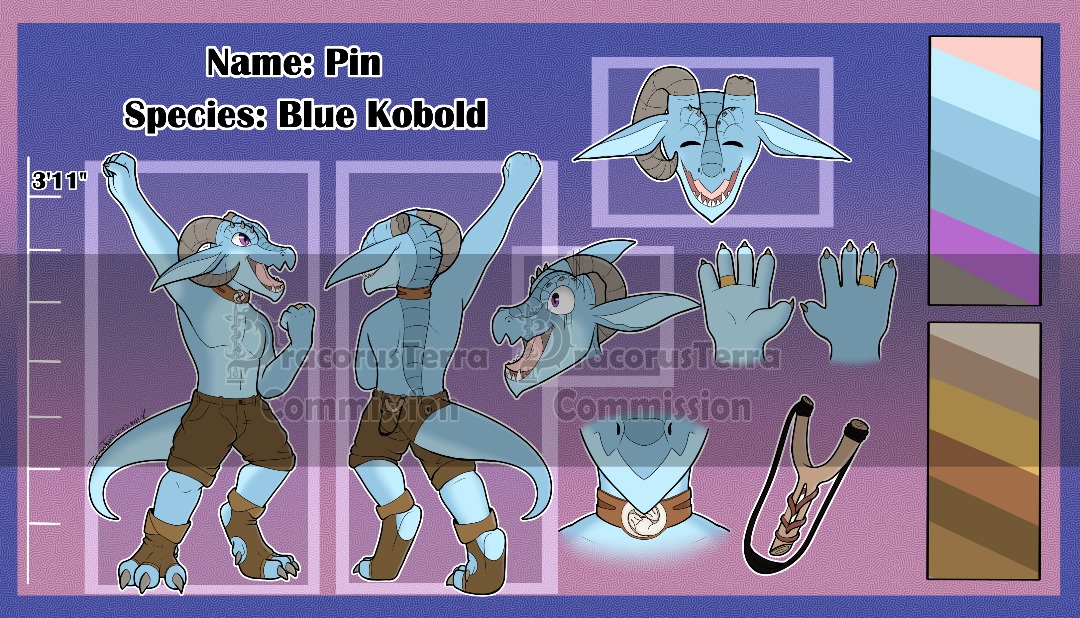 Name: Pin
Species: Blue Kobold
3'11"
DracorusTerra
Commission
DracorusTerra
Commission